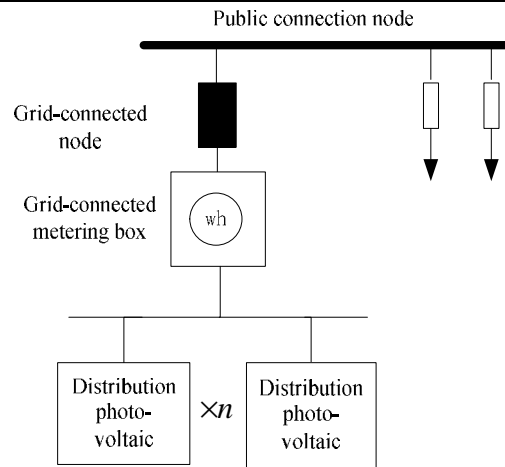 Public connection node
Grid-connected
node
Grid-connected
metering box
wh
Distribution
photo-
voltaic
×n
Distribution
photo-
voltaic